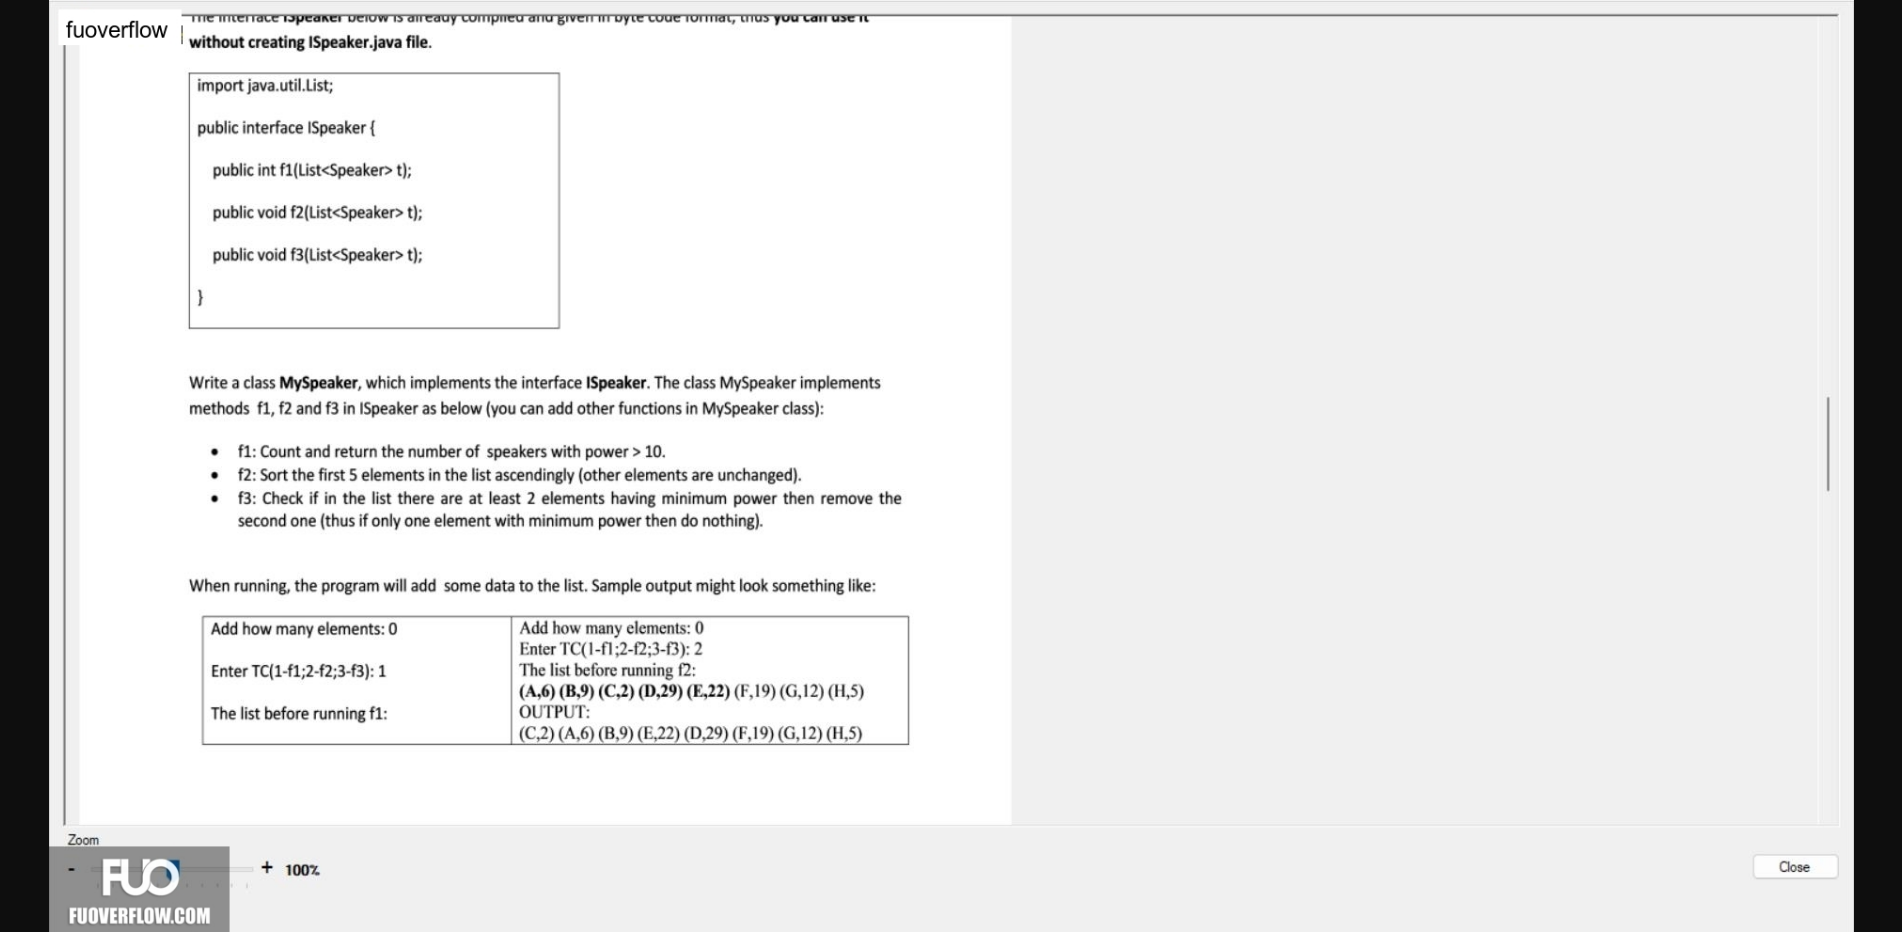 fuoverflow
The interface ISpeaker below is already compiled and given in byte code format, thus you can use it
without creating ISpeaker.java file.
import java.util.List;
public interface ISpeaker {
public int f1(List<Speaker> t);
public void f2(List<Speaker> t);
public void f3(List<Speaker> t);
}
Write a class MySpeaker, which implements the interface ISpeaker. The class MySpeaker implements
methods f1, f2 and f3 in ISpeaker as below (you can add other functions in MySpeaker class):
• f1: Count and return the number of speakers with power > 10.
• f2: Sort the first 5 elements in the list ascendingly (other elements are unchanged).
• f3: Check if in the list there are at least 2 elements having minimum power then remove the
second one (thus if only one element with minimum power then do nothing).
When running, the program will add some data to the list. Sample output might look something like:
Add how many elements: 0
Enter TC(1-f1;2-f2;3-f3): 1
The list before running f1:
Add how many elements: 0
Enter TC(1-f1;2-f2;3-f3): 2
The list before running f2:
(A,6) (B,9) (C,2) (D,29) (E,22) (F,19) (G,12) (H,5)
OUTPUT:
(C,2) (A,6) (B,9) (E,22) (D,29) (F,19) (G,12) (H,5)
Zoom
- + 100%
Close
FUO
FUOVERFLOW.COM